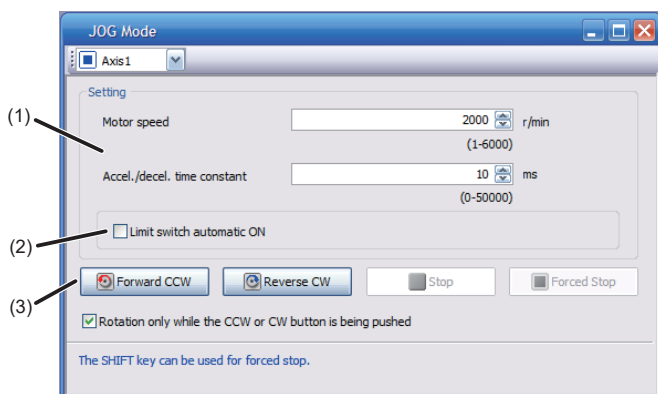 JOG Mode
Axis1
Setting
(1)
Motor speed 2000 r/min
(1-6000)
Accel./decel. time constant 10 ms
(0-50000)
(2)
Limit switch automatic ON
(3)
Forward CCW Reverse CW Stop Forced Stop
Rotation only while the CCW or CW button is being pushed
The SHIFT key can be used for forced stop.